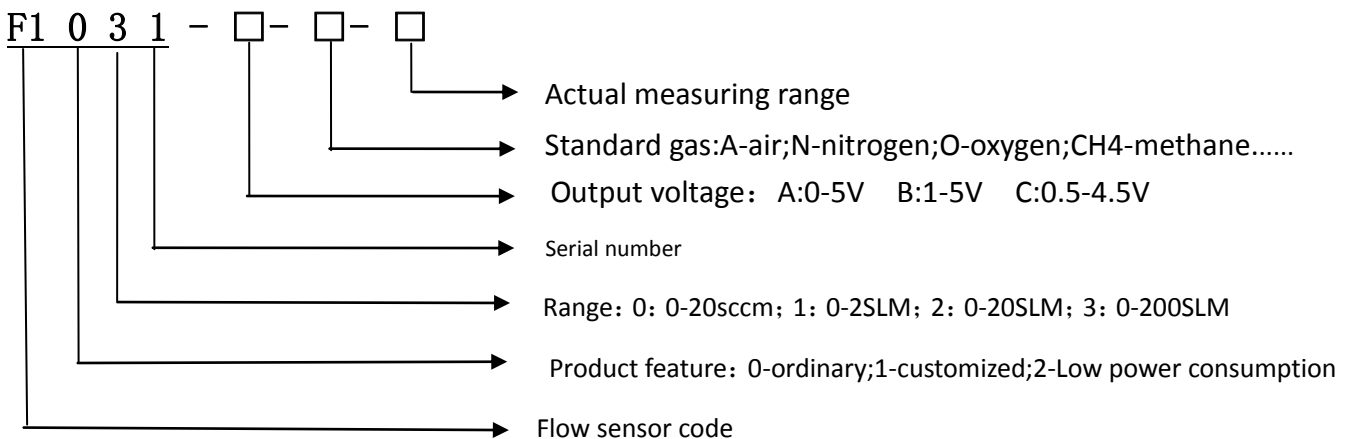 F1 0 3 1 - □- □- □
Actual measuring range
Standard gas:A-air;N-nitrogen;O-oxygen;CH4-methane......
Output voltage： A:0-5V B:1-5V C:0.5-4.5V
Serial number
Range：0：0-20sccm；1：0-2SLM；2：0-20SLM；3：0-200SLM
Product feature：0-ordinary;1-customized;2-Low power consumption
Flow sensor code